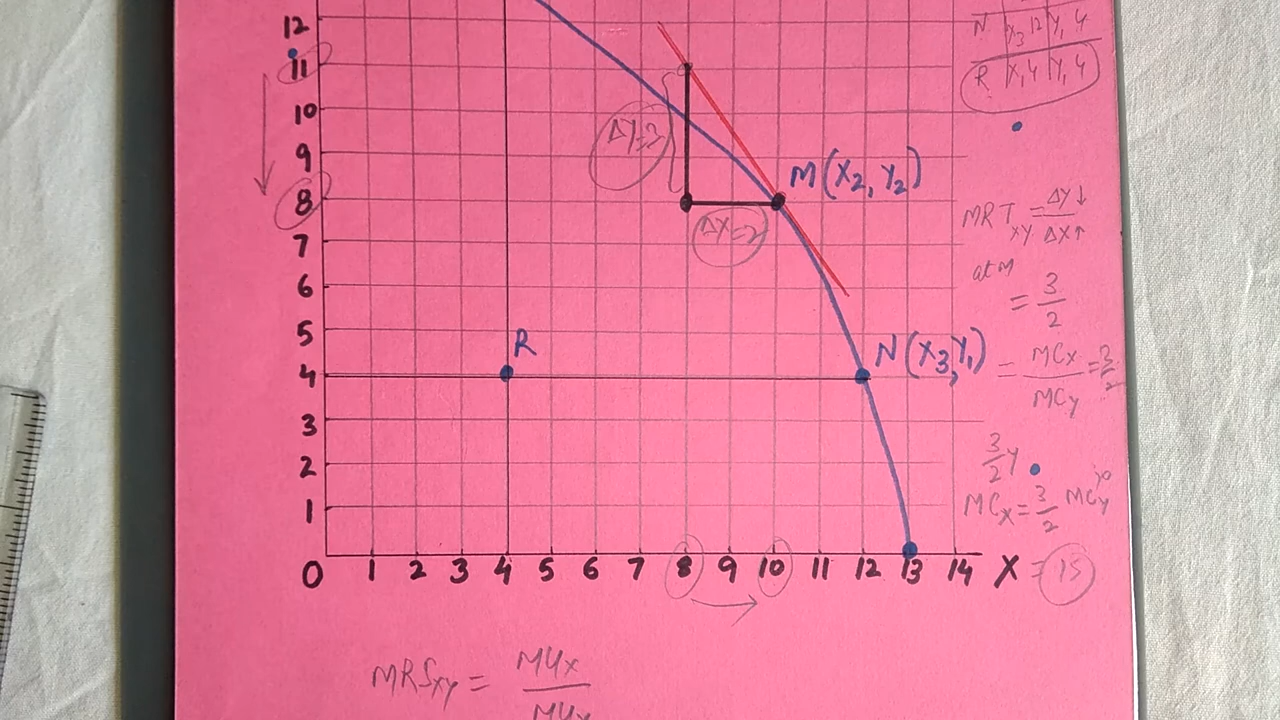 12
11
10
9
8
7
6
5
4
3
2
1
0 1 2 3 4 5 6 7 8 9 10 11 12 13 14 X = 15
ΔY=3
ΔX=2
M(X2, Y2)
R
N(X3, Y1)
N X3 12 Y1 4
R X1 4 Y1 4
MRT XY = ΔY↓
ΔX↑
at M
= 3
2
= MCX = 3/2
MCY
3/2 Y
MCX = 3/2 MCY
MRSxy = MUx